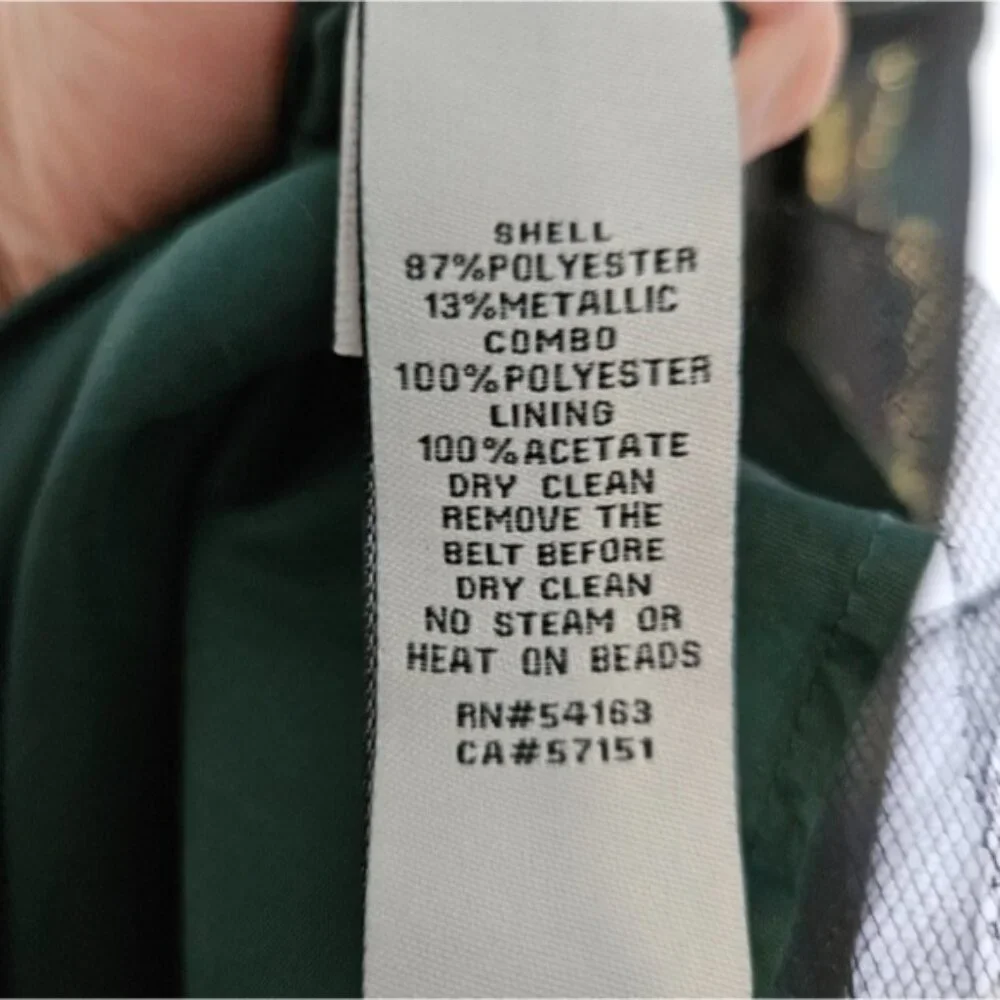 SHELL
87%POLYESTER
13%METALLIC
COMBO
100%POLYESTER
LINING
100%ACETATE
DRY CLEAN
REMOVE THE
BELT BEFORE
DRY CLEAN
NO STEAM OR
HEAT ON BEADS
RN#54163
CA#57151